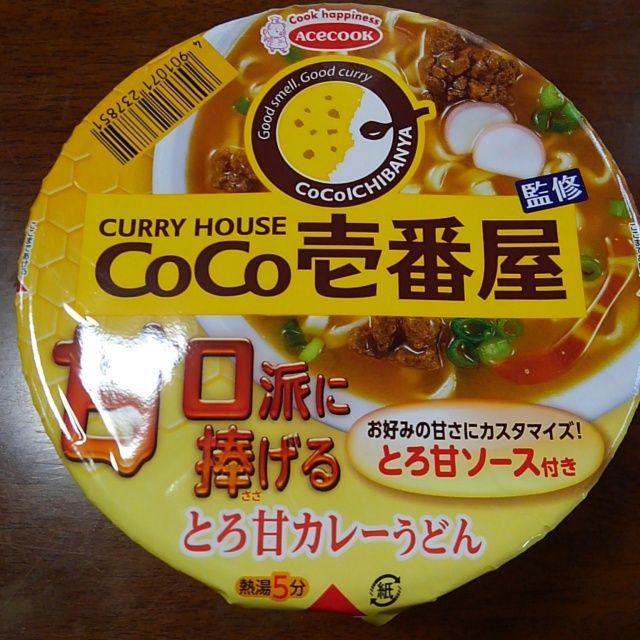 Cook happiness
ACECOOK
4 901071 237851
Good smell. Good curry
CoCoICHIBANYA
監修
CURRY HOUSE
CoCo壱番屋
甘口派に
捧げる
ささ
お好みの甘さにカスタマイズ!
とろ甘ソース付き
とろ甘カレーうどん
熱湯5分
紙